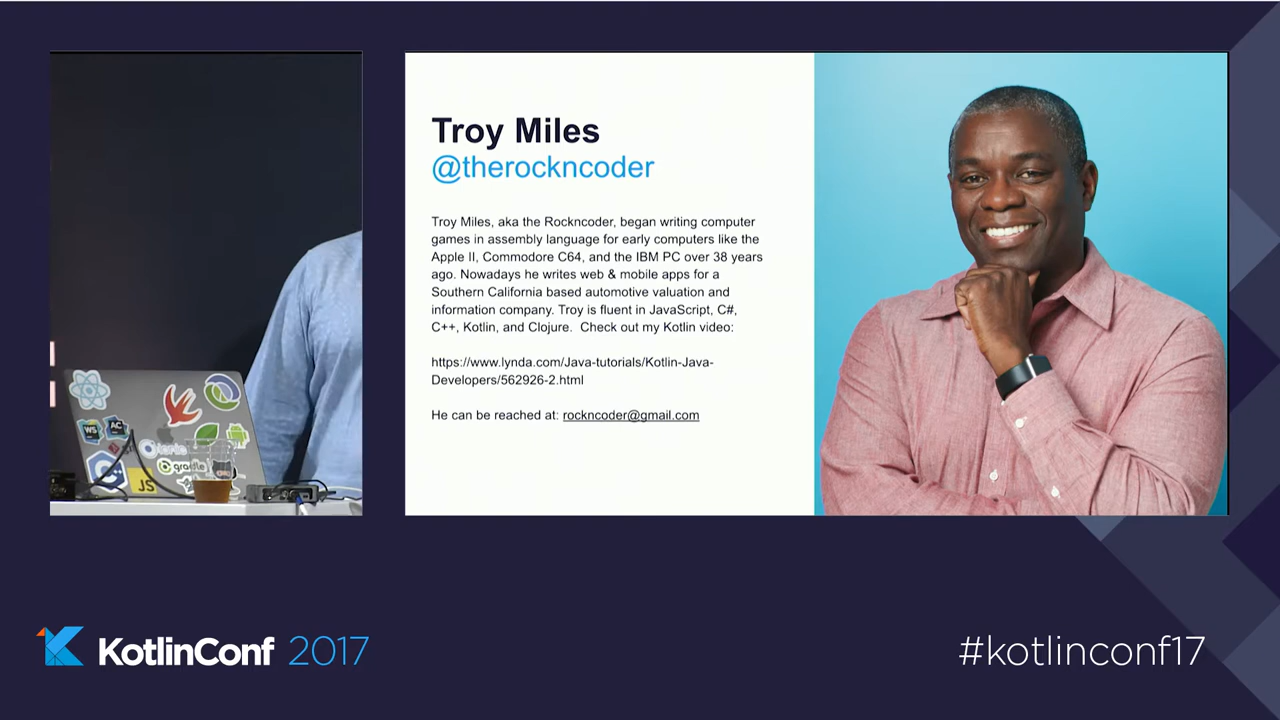 Troy Miles
@therockncoder
Troy Miles, aka the Rockncoder, began writing computer
games in assembly language for early computers like the
Apple II, Commodore C64, and the IBM PC over 38 years
ago. Nowadays he writes web & mobile apps for a
Southern California based automotive valuation and
information company. Troy is fluent in JavaScript, C#,
C++, Kotlin, and Clojure.  Check out my Kotlin video:
https://www.lynda.com/Java-tutorials/Kotlin-Java-
Developers/562926-2.html
He can be reached at: rockncoder@gmail.com
WS
AC
gradle
C++
JS
KotlinConf 2017
#kotlinconf17